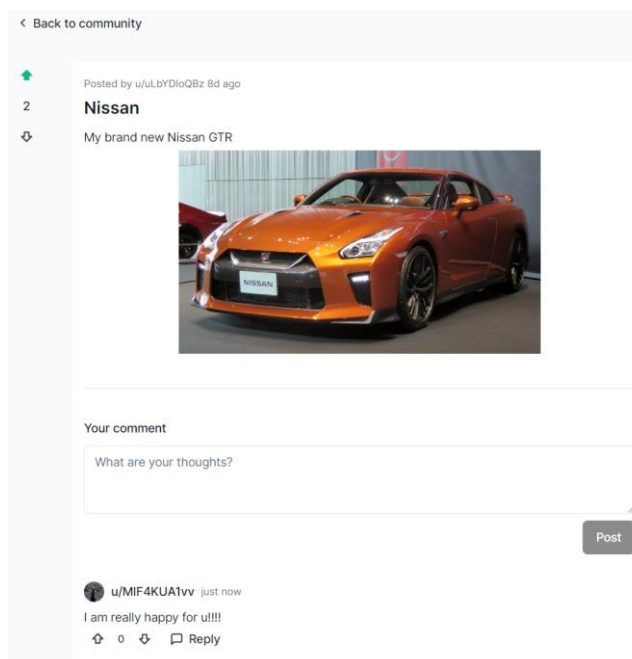 Back to community
Posted by u/uLbYDIoQBz 8d ago
2
Nissan
My brand new Nissan GTR
NISSAN
Your comment
What are your thoughts?
Post
u/MIF4KUA1vv just now
I am really happy for u!!!!
0 Reply